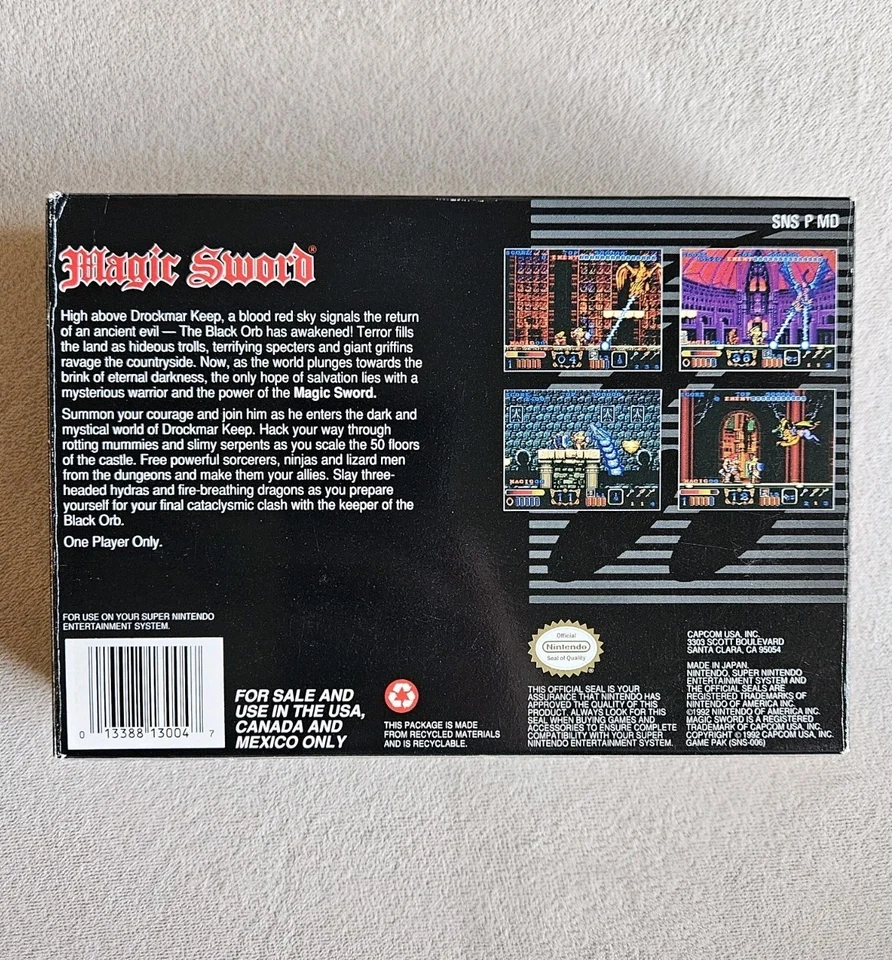 SNS P MD
Magic Sword®
High above Drockmar Keep, a blood red sky signals the return
of an ancient evil — The Black Orb has awakened! Terror fills
the land as hideous trolls, terrifying specters and giant griffins
ravage the countryside. Now, as the world plunges towards the
brink of eternal darkness, the only hope of salvation lies with a
mysterious warrior and the power of the Magic Sword.
Summon your courage and join him as he enters the dark and
mystical world of Drockmar Keep. Hack your way through
rotting mummies and slimy serpents as you scale the 50 floors
of the castle. Free powerful sorcerers, ninjas and lizard men
from the dungeons and make them your allies. Slay three-
headed hydras and fire-breathing dragons as you prepare
yourself for your final cataclysmic clash with the keeper of the
Black Orb.
One Player Only.
TOP
ENEMY
04
ENEMY
MAGIC
36
MAGIC
11
SCORE TOP
ENEMY
MAGIC
12
FOR USE ON YOUR SUPER NINTENDO
ENTERTAINMENT SYSTEM.
0 13388 13004 7
FOR SALE AND
USE IN THE USA,
CANADA AND
MEXICO ONLY
THIS PACKAGE IS MADE
FROM RECYCLED MATERIALS
AND IS RECYCLABLE.
Official
Nintendo
Seal of Quality
THIS OFFICIAL SEAL IS YOUR
ASSURANCE THAT NINTENDO HAS
APPROVED THE QUALITY OF THIS
PRODUCT. ALWAYS LOOK FOR THIS
SEAL WHEN BUYING GAMES AND
ACCESSORIES TO ENSURE COMPLETE
COMPATIBILITY WITH YOUR SUPER
NINTENDO ENTERTAINMENT SYSTEM.
CAPCOM USA, INC.
3303 SCOTT BOULEVARD
SANTA CLARA, CA 95054
MADE IN JAPAN.
NINTENDO, SUPER NINTENDO
ENTERTAINMENT SYSTEM AND
THE OFFICIAL SEALS ARE
REGISTERED TRADEMARKS OF
NINTENDO OF AMERICA INC.
©1992 NINTENDO OF AMERICA INC.
MAGIC SWORD IS A REGISTERED
TRADEMARK OF CAPCOM USA, INC.
COPYRIGHT © 1992 CAPCOM USA, INC.
GAME PAK (SNS-006)